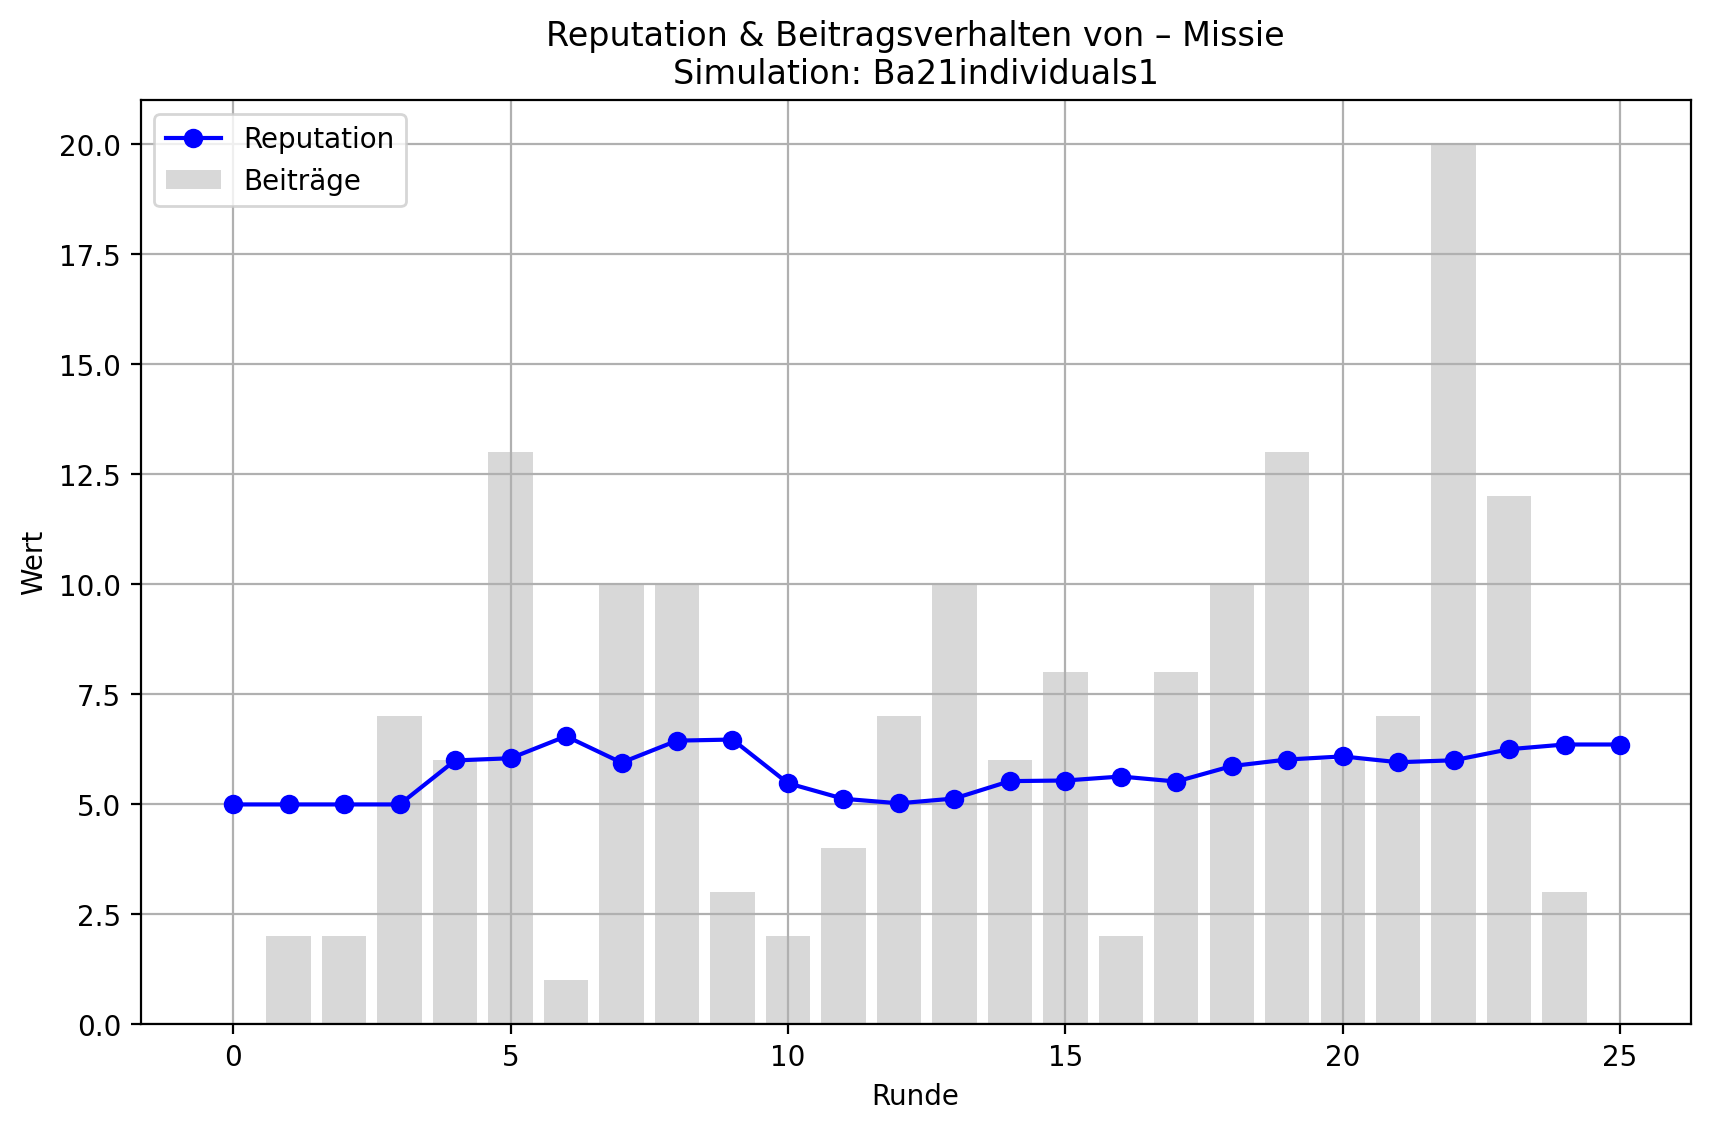 Reputation & Beitragsverhalten von – Missie
Simulation: Ba21individuals1
Reputation
Beiträge
20.0
17.5
15.0
12.5
10.0
7.5
5.0
2.5
0.0
Wert
0 5 10 15 20 25
Runde